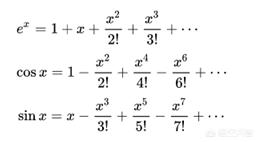 e^x = 1 + x + x^2/2! + x^3/3! + ···
cos x = 1 − x^2/2! + x^4/4! − x^6/6! + ···
sin x = x − x^3/3! + x^5/5! − x^7/7! + ···